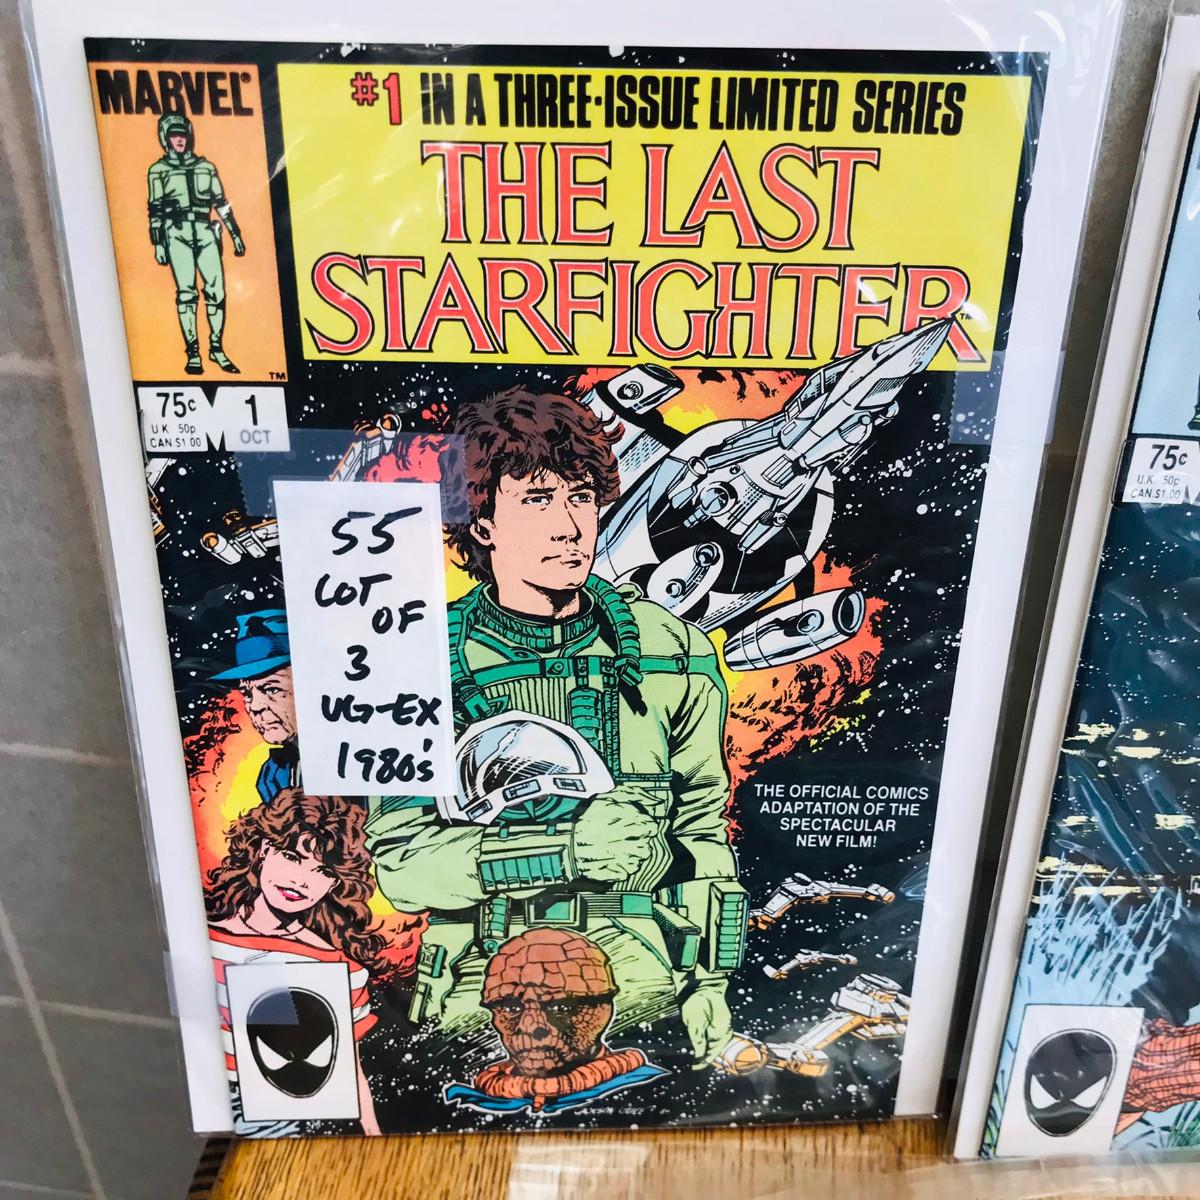 MARVEL®
#1 IN A THREE-ISSUE LIMITED SERIES
THE LAST
STARFIGHTER™
TM
75¢
U.K. 50p
CAN.$1.00
1
OCT
55
LOT
OF
3
VG-EX
1980's
THE OFFICIAL COMICS
ADAPTATION OF THE
SPECTACULAR
NEW FILM!
75¢
U.K. 50p
CAN.$1.00